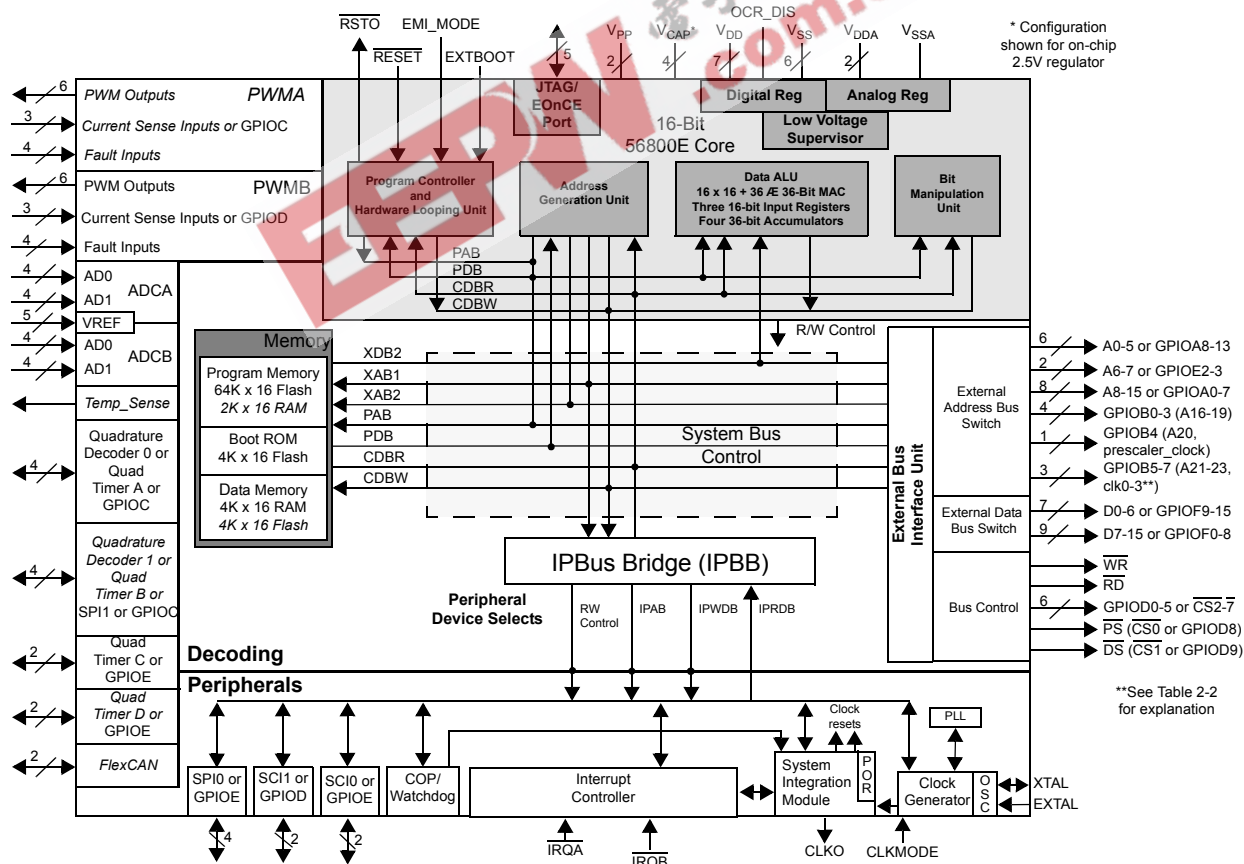 RSTO
EMI_MODE
RESET
EXTBOOT
5
VPP
2
VCAP*
4
OCR_DIS
VDD
7
VSS
6
VDDA
2
VSSA
* Configuration
shown for on-chip
2.5V regulator
6
PWM Outputs
PWMA
3
Current Sense Inputs or GPIOC
4
Fault Inputs
6
PWM Outputs
PWMB
3
Current Sense Inputs or GPIOD
4
Fault Inputs
4
AD0
ADCA
4
AD1
5
VREF
4
AD0
ADCB
4
AD1
Temp_Sense
4
Quadrature
Decoder 0 or
Quad
Timer A or
GPIOC
4
Quadrature
Decoder 1 or
Quad
Timer B or
SPI1 or GPIOC
2
Quad
Timer C or
GPIOE
2
Quad
Timer D or
GPIOE
2
FlexCAN
JTAG/
EOnCE
Port
Digital Reg
Analog Reg
Low Voltage
Supervisor
16-Bit
56800E Core
Program Controller
and
Hardware Looping Unit
Address
Generation Unit
Data ALU
16 x 16 + 36 Æ 36-Bit MAC
Three 16-bit Input Registers
Four 36-bit Accumulators
Bit
Manipulation
Unit
PAB
PDB
CDBR
CDBW
R/W Control
Memory
Program Memory
64K x 16 Flash
2K x 16 RAM
Boot ROM
4K x 16 Flash
Data Memory
4K x 16 RAM
4K x 16 Flash
XDB2
XAB1
XAB2
PAB
PDB
CDBR
CDBW
System Bus
Control
External Bus
Interface Unit
External
Address Bus
Switch
External Data
Bus Switch
Bus Control
6
A0-5 or GPIOA8-13
2
A6-7 or GPIOE2-3
8
A8-15 or GPIOA0-7
4
GPIOB0-3 (A16-19)
1
GPIOB4 (A20,
prescaler_clock)
3
GPIOB5-7 (A21-23,
clk0-3**)
7
D0-6 or GPIOF9-15
9
D7-15 or GPIOF0-8
WR
RD
6
GPIOD0-5 or CS2-7
PS (CS0 or GPIOD8)
DS (CS1 or GPIOD9)
**See Table 2-2
for explanation
IPBus Bridge (IPBB)
Peripheral
Device Selects
RW
Control
IPAB
IPWDB
IPRDB
Decoding
Peripherals
SPI0 or
GPIOE
SCI1 or
GPIOD
SCI0 or
GPIOE
COP/
Watchdog
Interrupt
Controller
Clock
resets
System
Integration
Module
POR
PLL
Clock
Generator
OSC
XTAL
EXTAL
4
2
2
IRQA
IRQB
CLKO
CLKMODE
EEPW
.com.